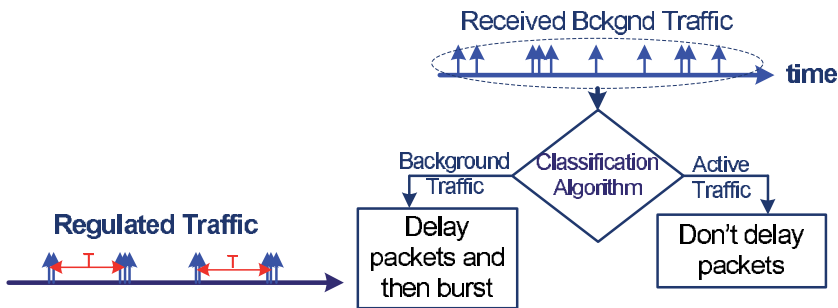 Received Bckgnd Traffic
time
Classification
Algorithm
Background
Traffic
Active
Traffic
Delay
packets and
then burst
Don't delay
packets
Regulated Traffic
T
T